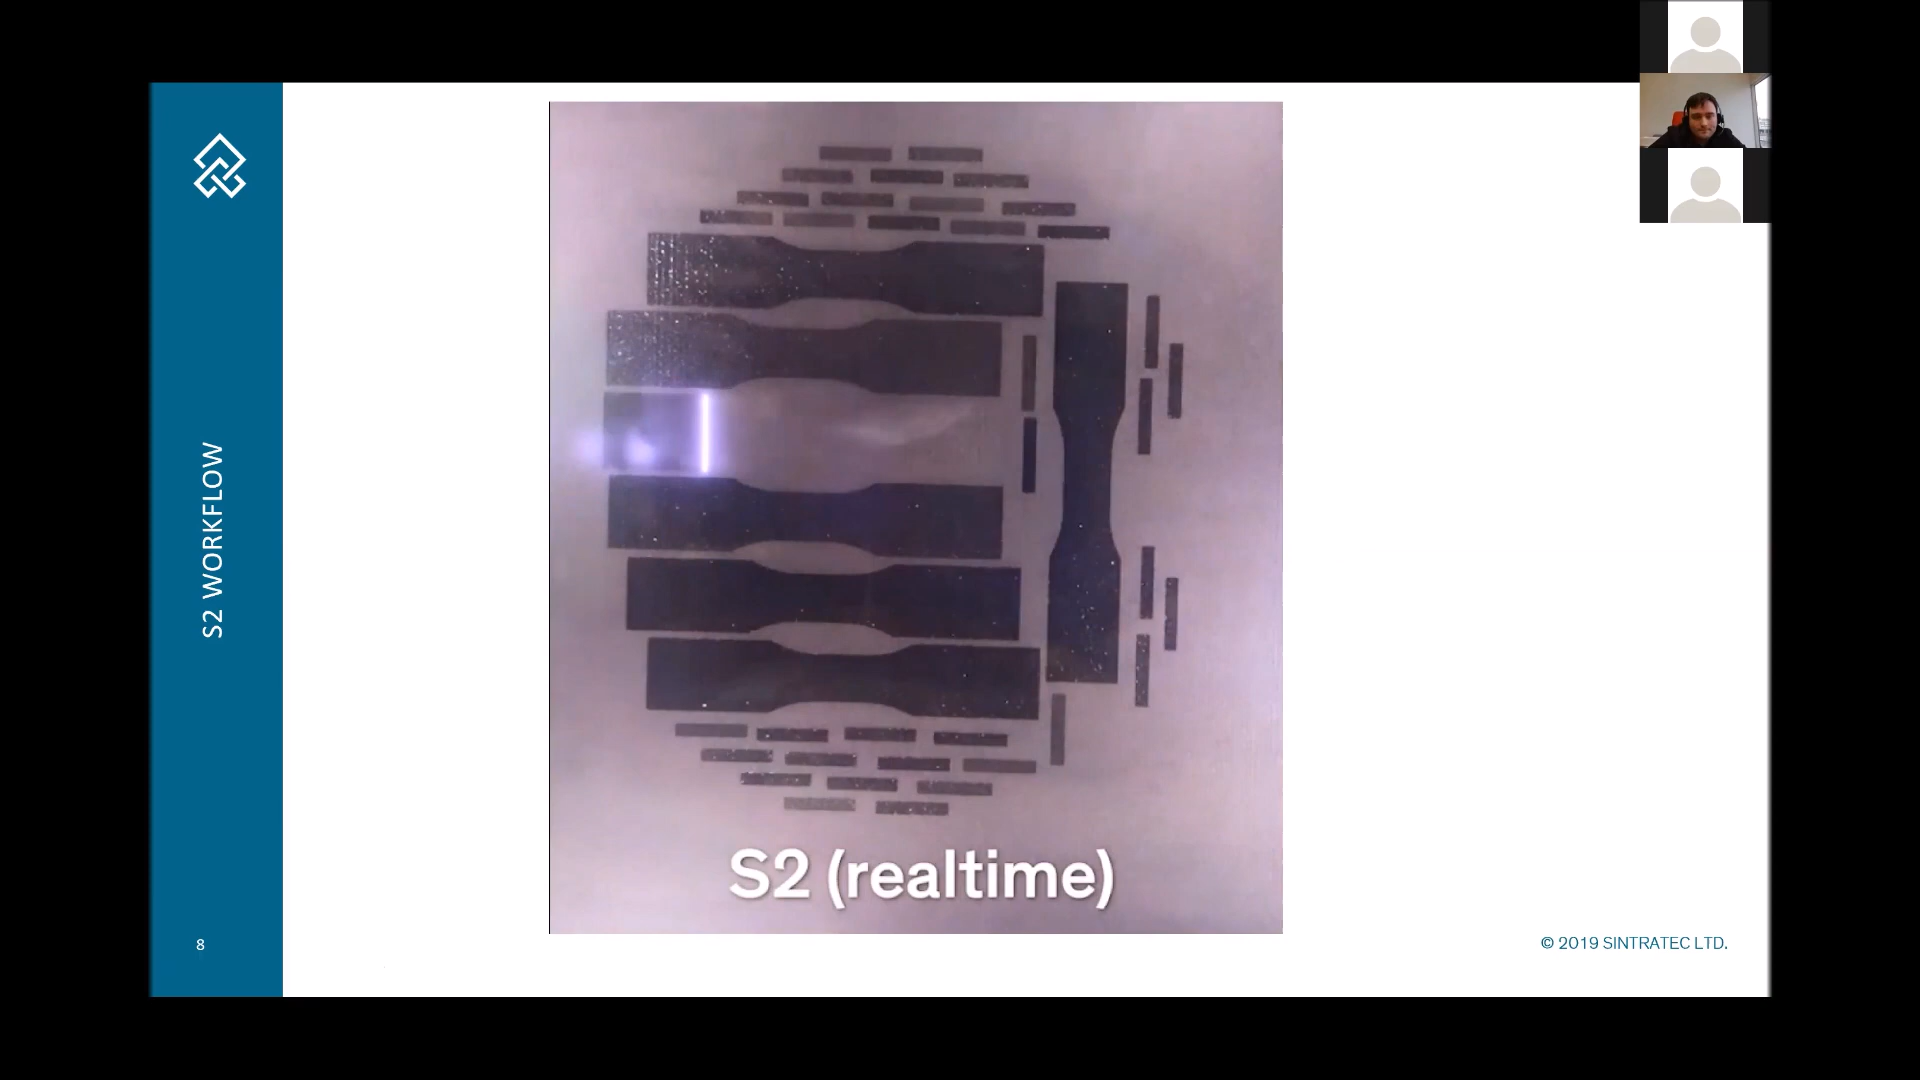 S2 WORKFLOW
S2 (realtime)
8
© 2019 SINTRATEC LTD.